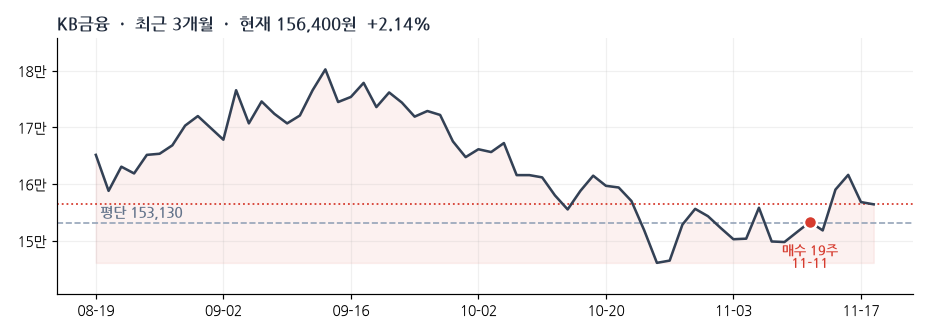 KB금융 · 최근 3개월 · 현재 156,400원 +2.14%
18만
17만
16만
15만
평단 153,130
매수 19주
11-11
08-19 09-02 09-16 10-02 10-20 11-03 11-17